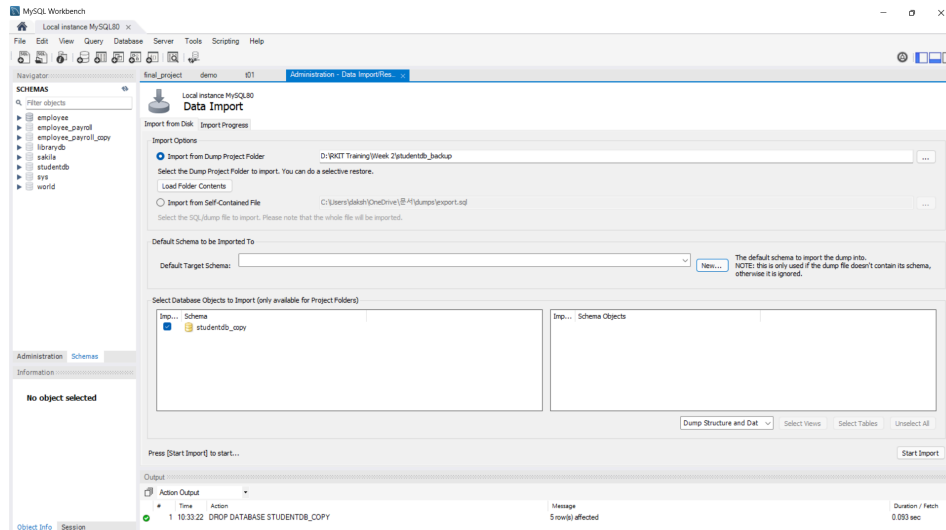 MySQL Workbench
Local instance MySQL80 ×
File Edit View Query Database Server Tools Scripting Help
Navigator
final_project demo t01 Administration - Data Import/Res... ×
SCHEMAS
Filter objects
employee
employee_payroll
employee_payroll_copy
librarydb
sakila
studentdb
sys
world
Local instance MySQL80
Data Import
Import from Disk Import Progress
Import Options
Import from Dump Project Folder D:\RKIT Training\Week 2\studentdb_backup ...
Select the Dump Project Folder to import. You can do a selective restore.
Load Folder Contents
Import from Self-Contained File C:\Users\daksh\OneDrive\문서\dumps\export.sql ...
Select the SQL/dump file to import. Please note that the whole file will be imported.
Default Schema to be Imported To
Default Target Schema: New...
The default schema to import the dump into.
NOTE: this is only used if the dump file doesn't contain its schema,
otherwise it is ignored.
Select Database Objects to Import (only available for Project Folders)
Imp... Schema
studentdb_copy
Imp... Schema Objects
Administration Schemas
Information
No object selected
Dump Structure and Dat Select Views Select Tables Unselect All
Press [Start Import] to start...
Start Import
Output
Action Output
# Time Action Message Duration / Fetch
1 10:33:22 DROP DATABASE STUDENTDB_COPY 5 row(s) affected 0.093 sec
Object Info Session